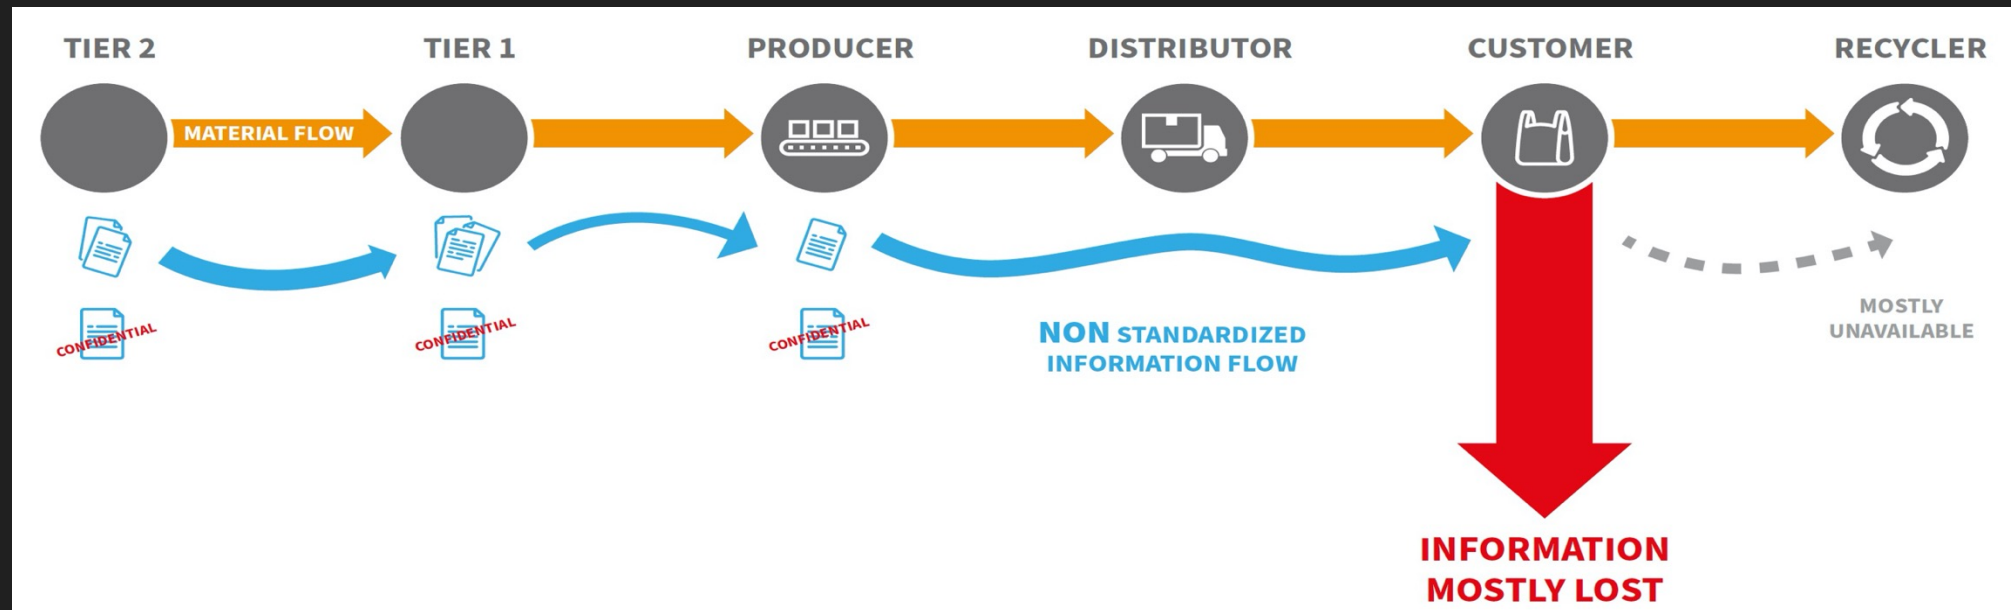 TIER 2
TIER 1
PRODUCER
DISTRIBUTOR
CUSTOMER
RECYCLER
MATERIAL FLOW
CONFIDENTIAL
CONFIDENTIAL
CONFIDENTIAL
NON STANDARDIZED
INFORMATION FLOW
MOSTLY
UNAVAILABLE
INFORMATION
MOSTLY LOST